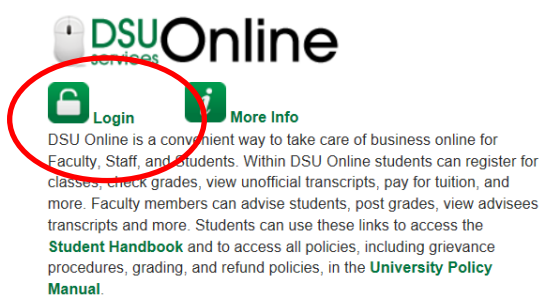 DSU Online
services
Login More Info
DSU Online is a convenient way to take care of business online for
Faculty, Staff, and Students. Within DSU Online students can register for
classes, check grades, view unofficial transcripts, pay for tuition, and
more. Faculty members can advise students, post grades, view advisees
transcripts and more. Students can use these links to access the
Student Handbook and to access all policies, including grievance
procedures, grading, and refund policies, in the University Policy
Manual.